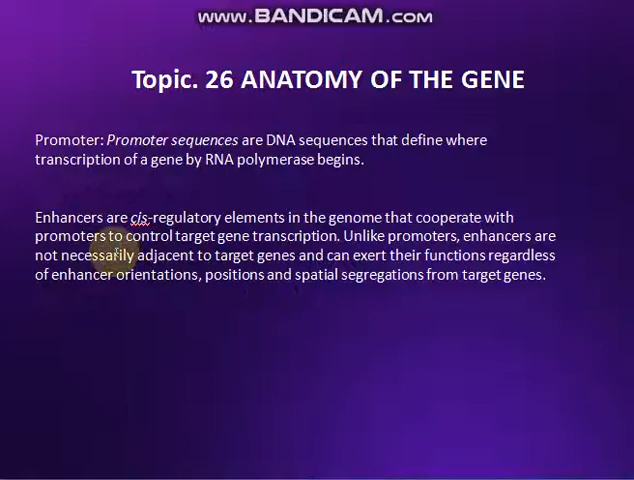 WWW.BANDICAM.COM
Topic. 26 ANATOMY OF THE GENE
Promoter: Promoter sequences are DNA sequences that define where
transcription of a gene by RNA polymerase begins.
Enhancers are cis-regulatory elements in the genome that cooperate with
promoters to control target gene transcription. Unlike promoters, enhancers are
not necessarily adjacent to target genes and can exert their functions regardless
of enhancer orientations, positions and spatial segregations from target genes.